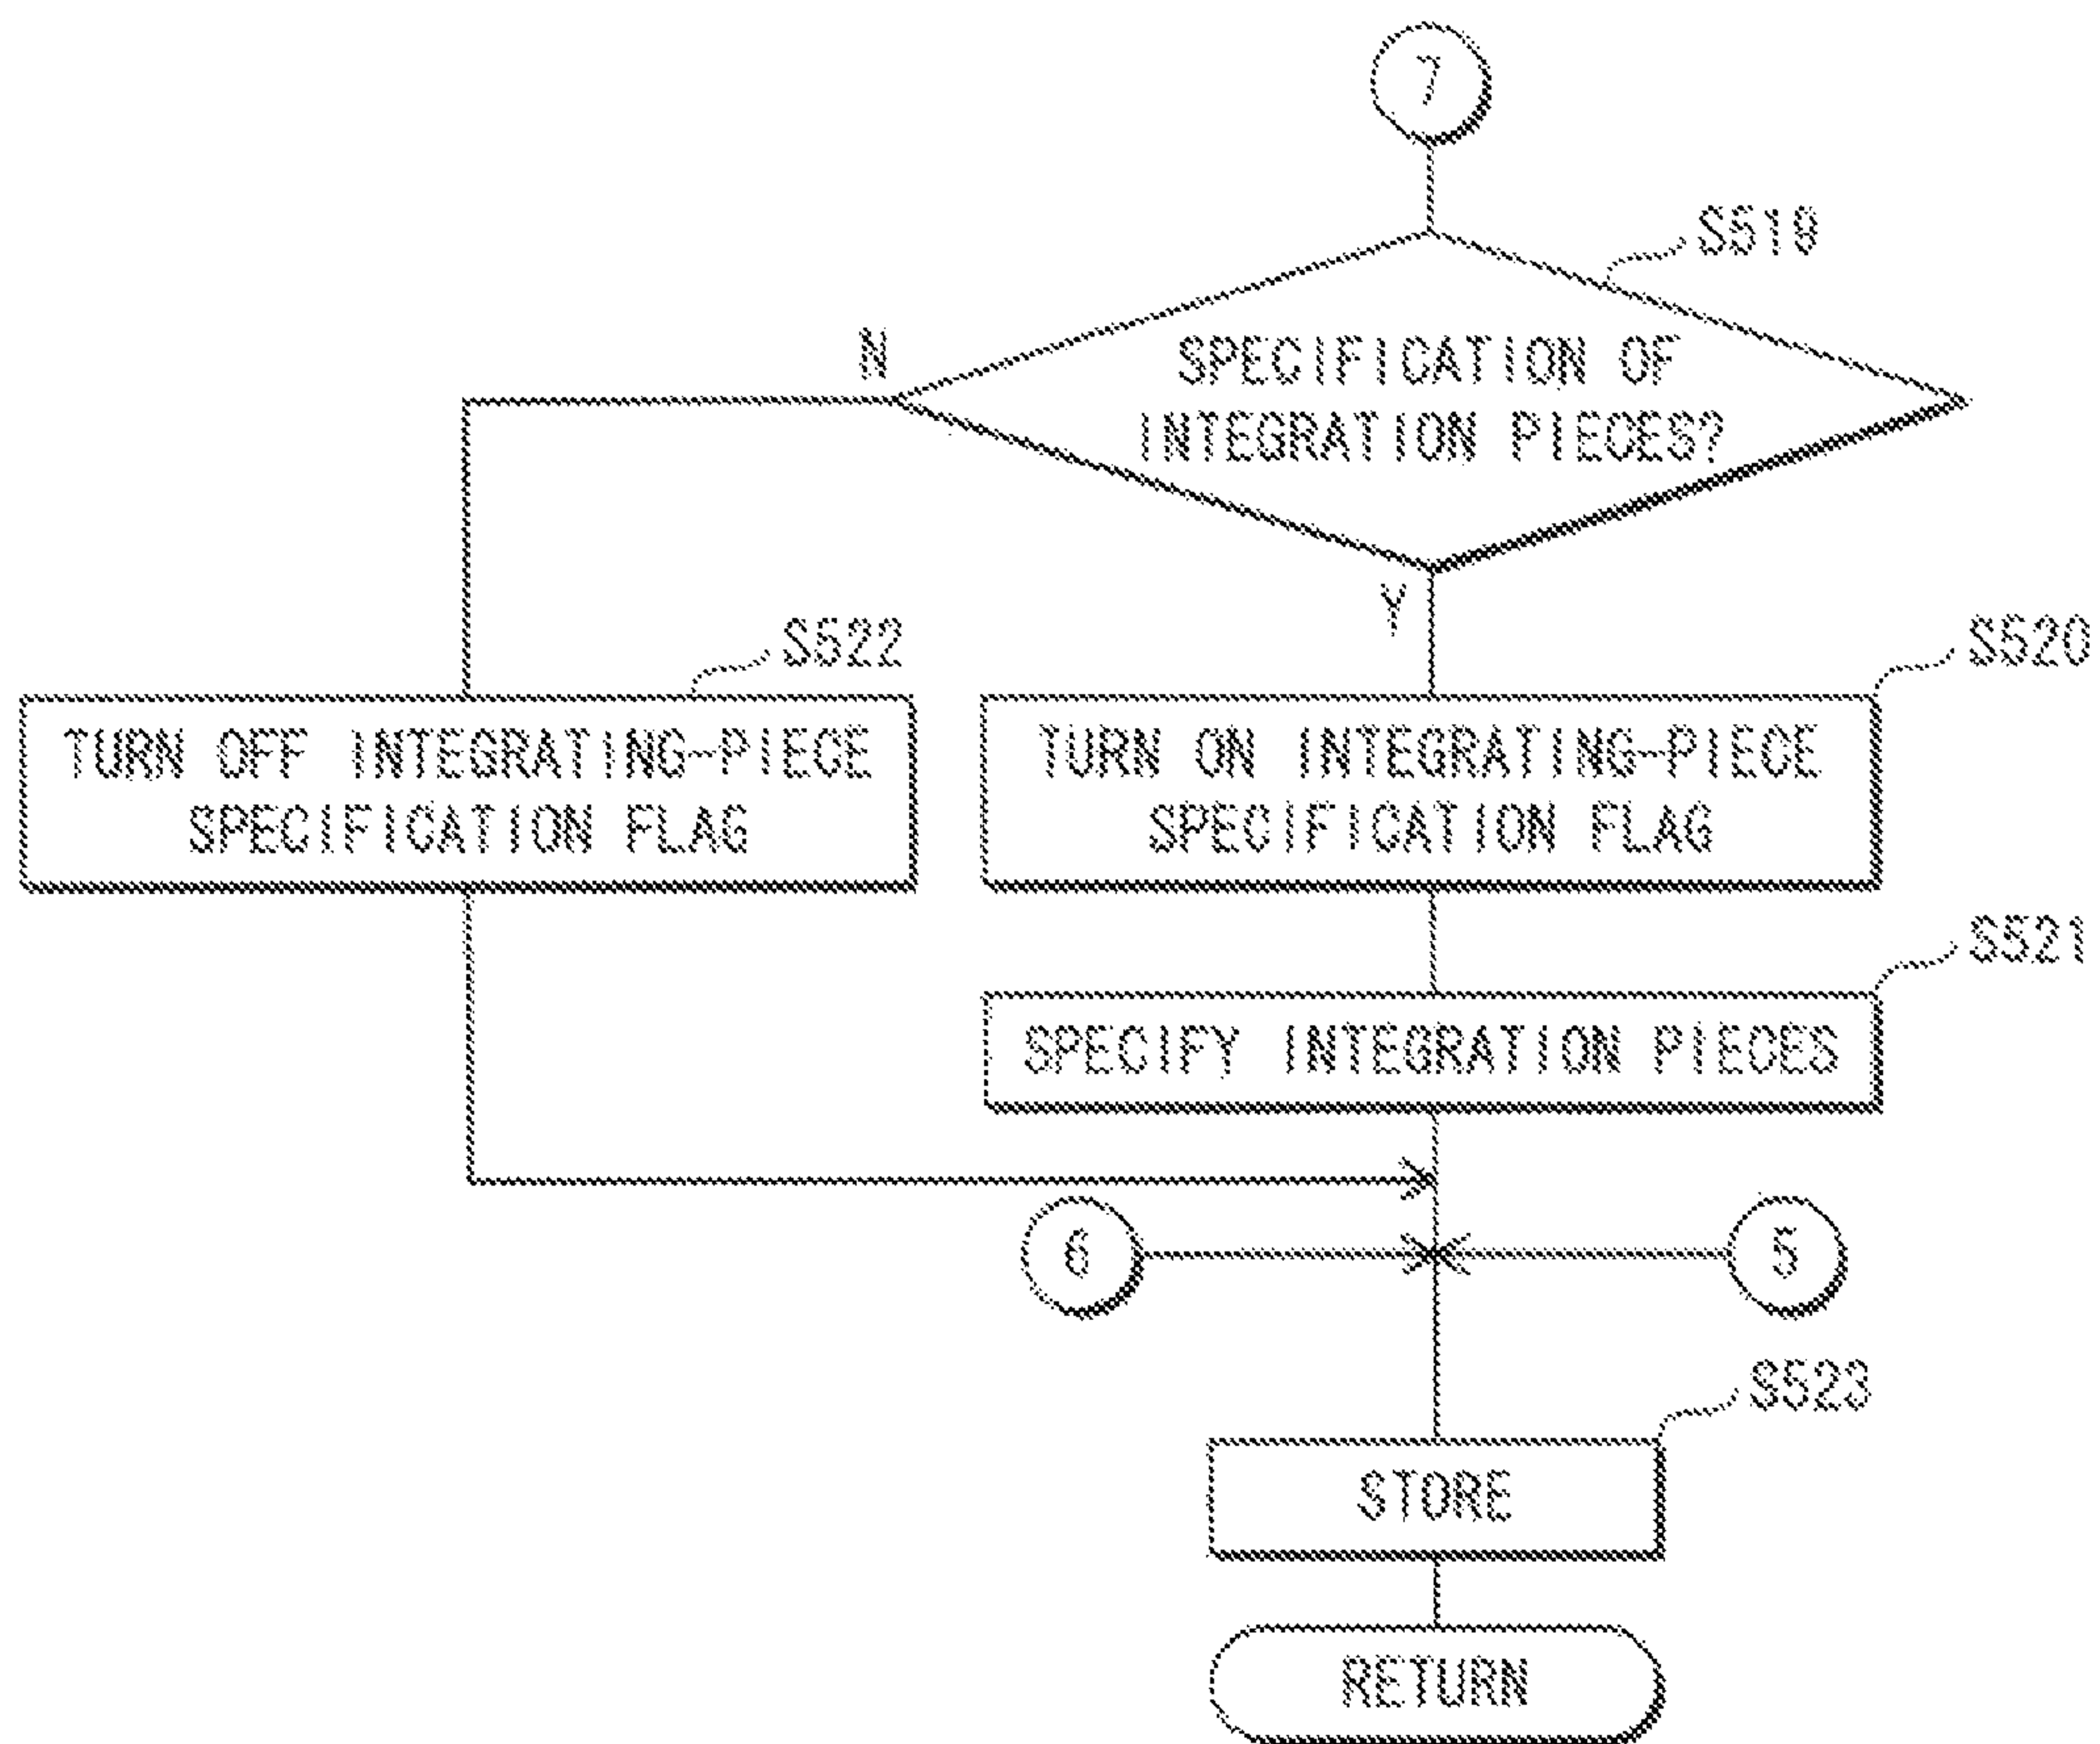 7
S519
N
SPECIFICATION OF
INTEGRATION PIECES?
Y
S522
S520
TURN OFF INTEGRATING-PIECE
SPECIFICATION FLAG
TURN ON INTEGRATING-PIECE
SPECIFICATION FLAG
S521
SPECIFY INTEGRATION PIECES
6
5
S523
STORE
RETURN